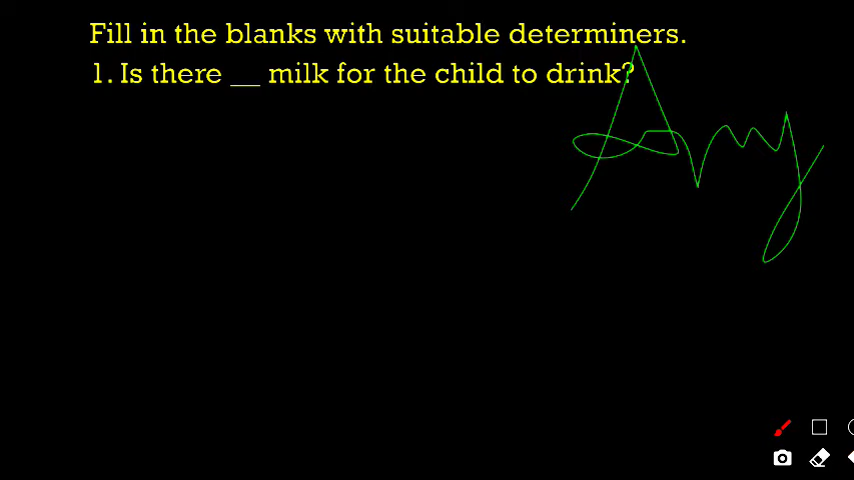 Fill in the blanks with suitable determiners.
1. Is there __ milk for the child to drink?
Any